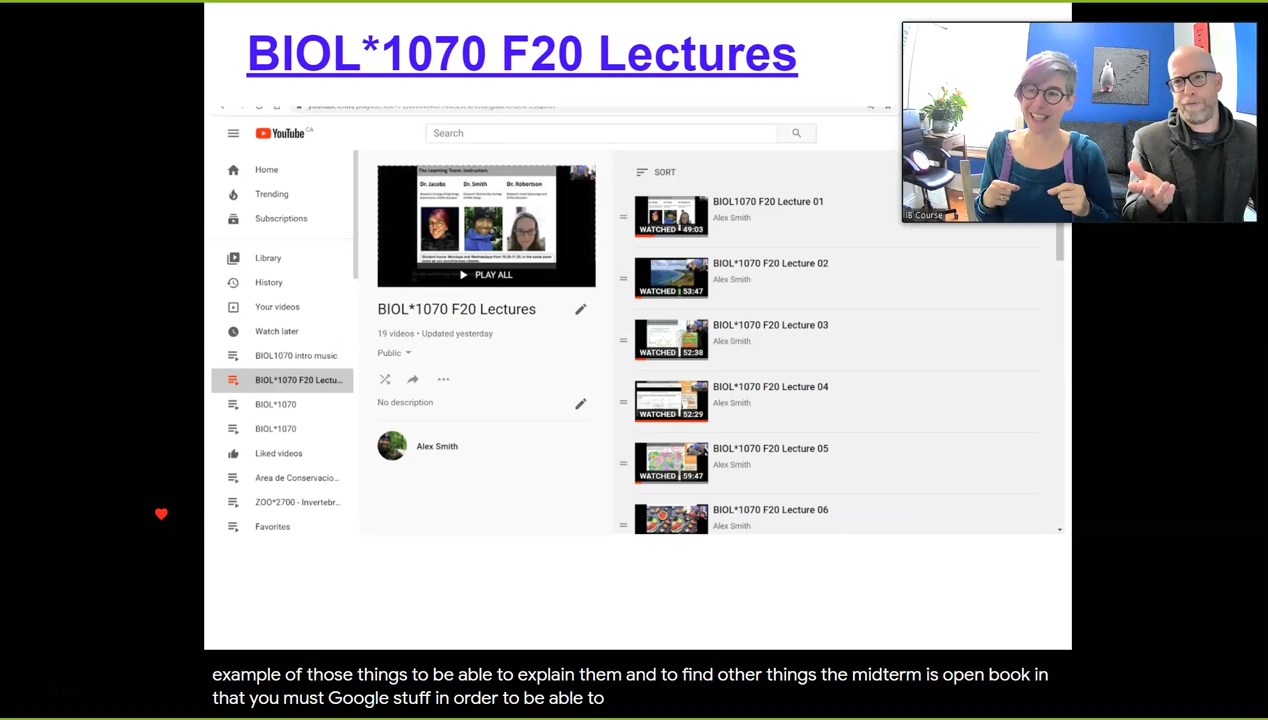 BIOL*1070 F20 Lectures
YouTube CA
Search
Home
Trending
Subscriptions
Library
History
Your videos
Watch later
BIOL1070 intro music
BIOL*1070 F20 Lectu...
BIOL*1070
BIOL*1070
Liked videos
Area de Conservacio...
ZOO*2700 - Invertebr...
Favorites
The Learning Team: Instructors
Dr. Jacobs Dr. Smith Dr. Robertson
PLAY ALL
BIOL*1070 F20 Lectures
19 videos • Updated yesterday
Public
No description
Alex Smith
SORT
BIOL1070 F20 Lecture 01
Alex Smith
WATCHED 49:03
BIOL*1070 F20 Lecture 02
Alex Smith
WATCHED 53:47
BIOL*1070 F20 Lecture 03
Alex Smith
WATCHED 52:38
BIOL*1070 F20 Lecture 04
Alex Smith
WATCHED 52:29
BIOL*1070 F20 Lecture 05
Alex Smith
WATCHED 59:47
BIOL*1070 F20 Lecture 06
Alex Smith
IB Course
example of those things to be able to explain them and to find other things the midterm is open book in
that you must Google stuff in order to be able to